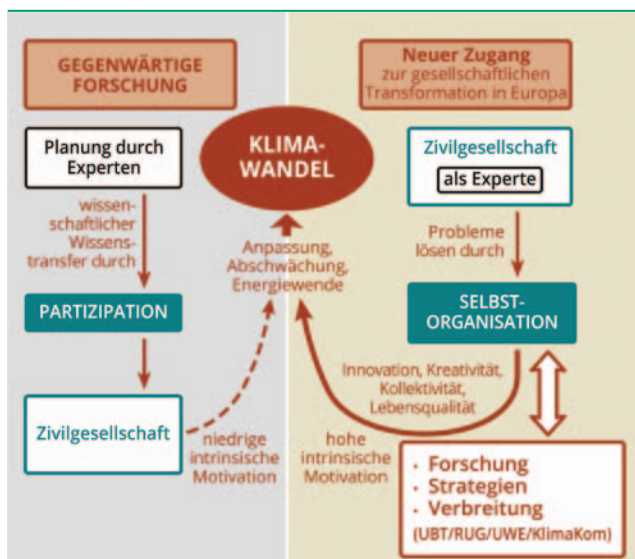 GEGENWÄRTIGE
FORSCHUNG
Planung durch
Experten
wissen-
schaftlicher
Wissens-
transfer durch
PARTIZIPATION
Zivilgesellschaft
niedrige
intrinsische
Motivation
KLIMA-
WANDEL
Anpassung,
Abschwächung,
Energiewende
Neuer Zugang
zur gesellschaftlichen
Transformation in Europa
Zivilgesellschaft
als Experte
Probleme
lösen durch
SELBST-
ORGANISATION
Innovation, Kreativität,
Kollektivität,
Lebensqualität
hohe
intrinsische
Motivation
· Forschung
· Strategien
· Verbreitung
(UBT/RUG/UWE/KlimaKom)